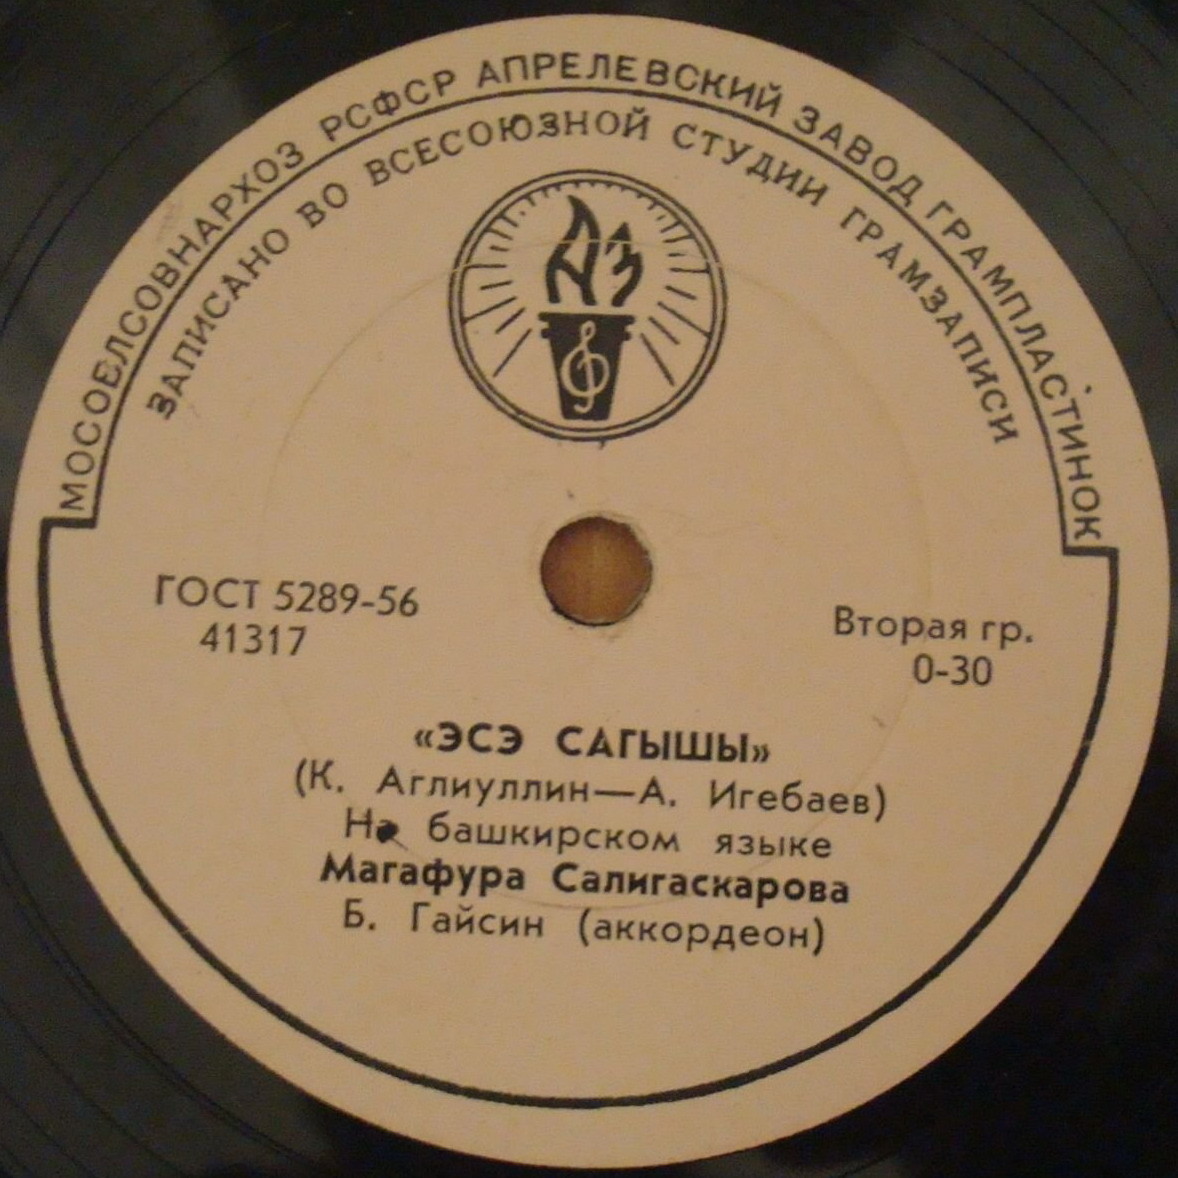 МОСОБЛСОВНАРХОЗ РСФСР АПРЕЛЕВСКИЙ ЗАВОД ГРАМПЛАСТИНОК
ЗАПИСАНО ВО ВСЕСОЮЗНОЙ СТУДИИ ГРАМЗАПИСИ
АЗ
ГОСТ 5289-56
41317
Вторая гр.
0-30
«ЭСЭ САГЫШЫ»
(К. Аглиуллин—А. Игебаев)
На башкирском языке
Магафура Салигаскарова
Б. Гайсин (аккордеон)